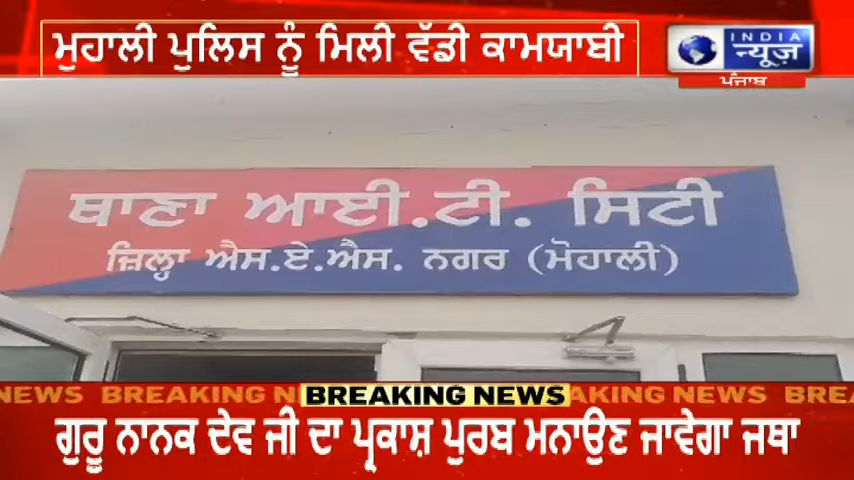 ਮੁਹਾਲੀ ਪੁਲਿਸ ਨੂੰ ਮਿਲੀ ਵੱਡੀ ਕਾਮਯਾਬੀ
INDIA
न्यूज़
ਪੰਜਾਬ
ਥਾਣਾ ਆਈ.ਟੀ. ਸਿਟੀ
ਜ਼ਿਲ੍ਹਾ ਐਸ.ਏ.ਐਸ. ਨਗਰ (ਮੋਹਾਲੀ)
NEWS BREAKING N BREAKING NEWS AKING NEWS BREAKING NEWS BREA
ਗੁਰੂ ਨਾਨਕ ਦੇਵ ਜੀ ਦਾ ਪ੍ਰਕਾਸ਼ ਪੁਰਬ ਮਨਾਉਣ ਜਾਵੇਗਾ ਜਥਾ